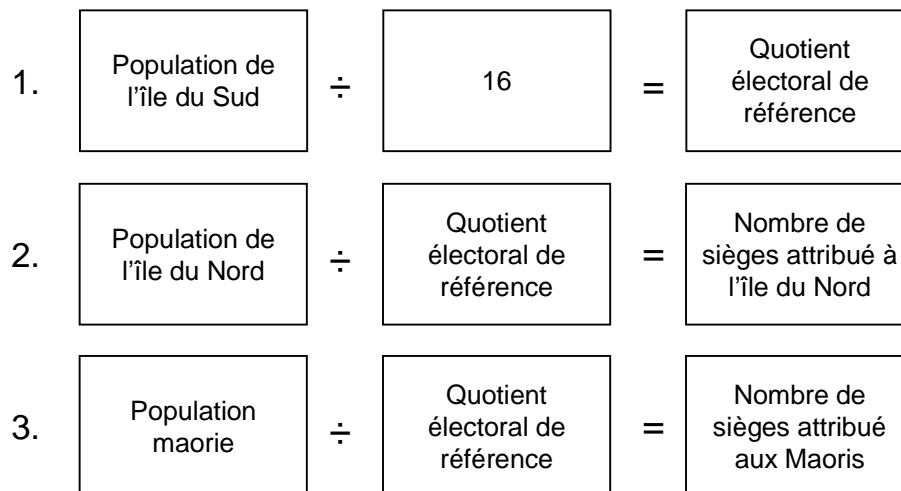 1.
Population de
l'île du Sud
÷
16
=
Quotient
électoral de
référence
2.
Population de
l'île du Nord
÷
Quotient
électoral de
référence
=
Nombre de
sièges attribué à
l'île du Nord
3.
Population
maorie
÷
Quotient
électoral de
référence
=
Nombre de
sièges attribué
aux Maoris